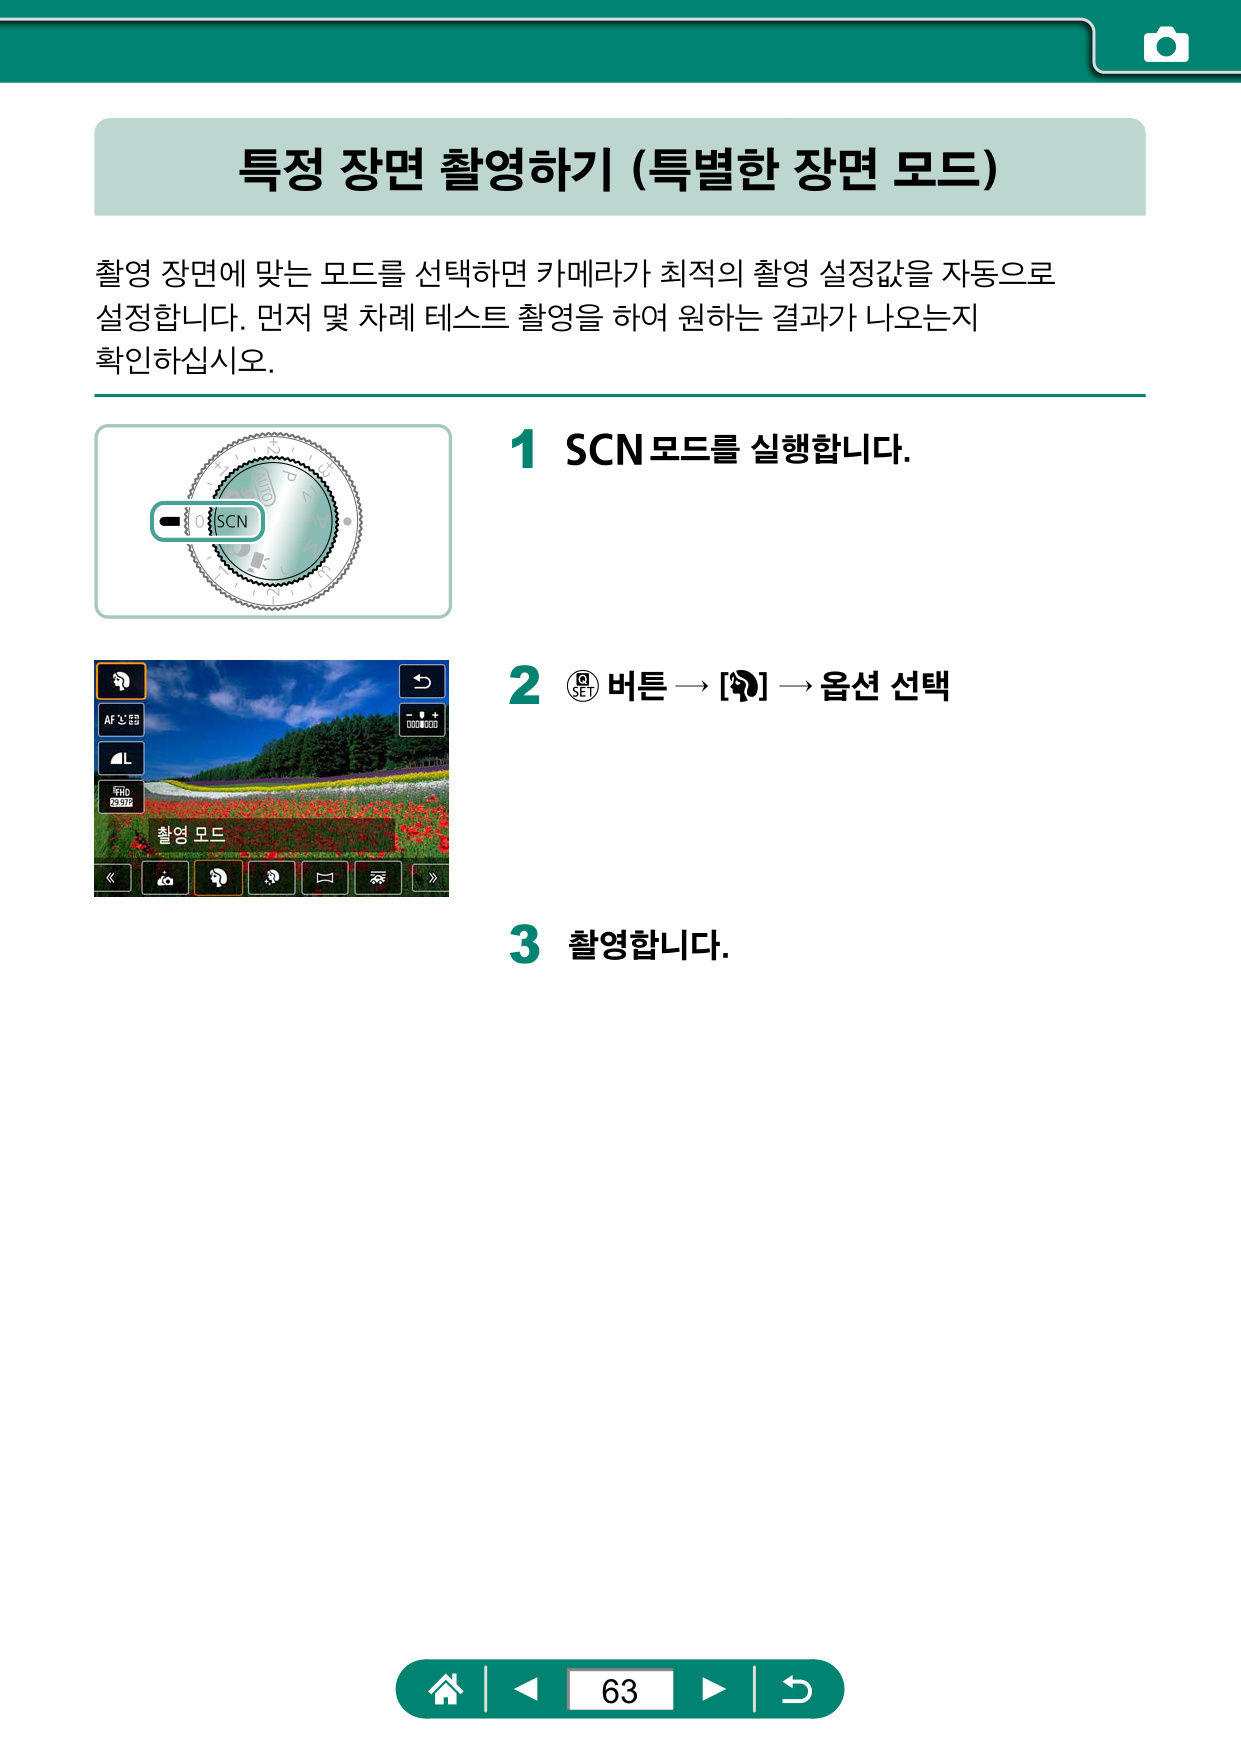 특정 장면 촬영하기 (특별한 장면 모드)
촬영 장면에 맞는 모드를 선택하면 카메라가 최적의 촬영 설정값을 자동으로
설정합니다. 먼저 몇 차례 테스트 촬영을 하여 원하는 결과가 나오는지
확인하십시오.
SCN
AUTO
P
0
1 SCN 모드를 실행합니다.
AF
L
FHD
29.97P
촬영 모드
2 Q SET 버튼 → [ ] → 옵션 선택
3 촬영합니다.
63